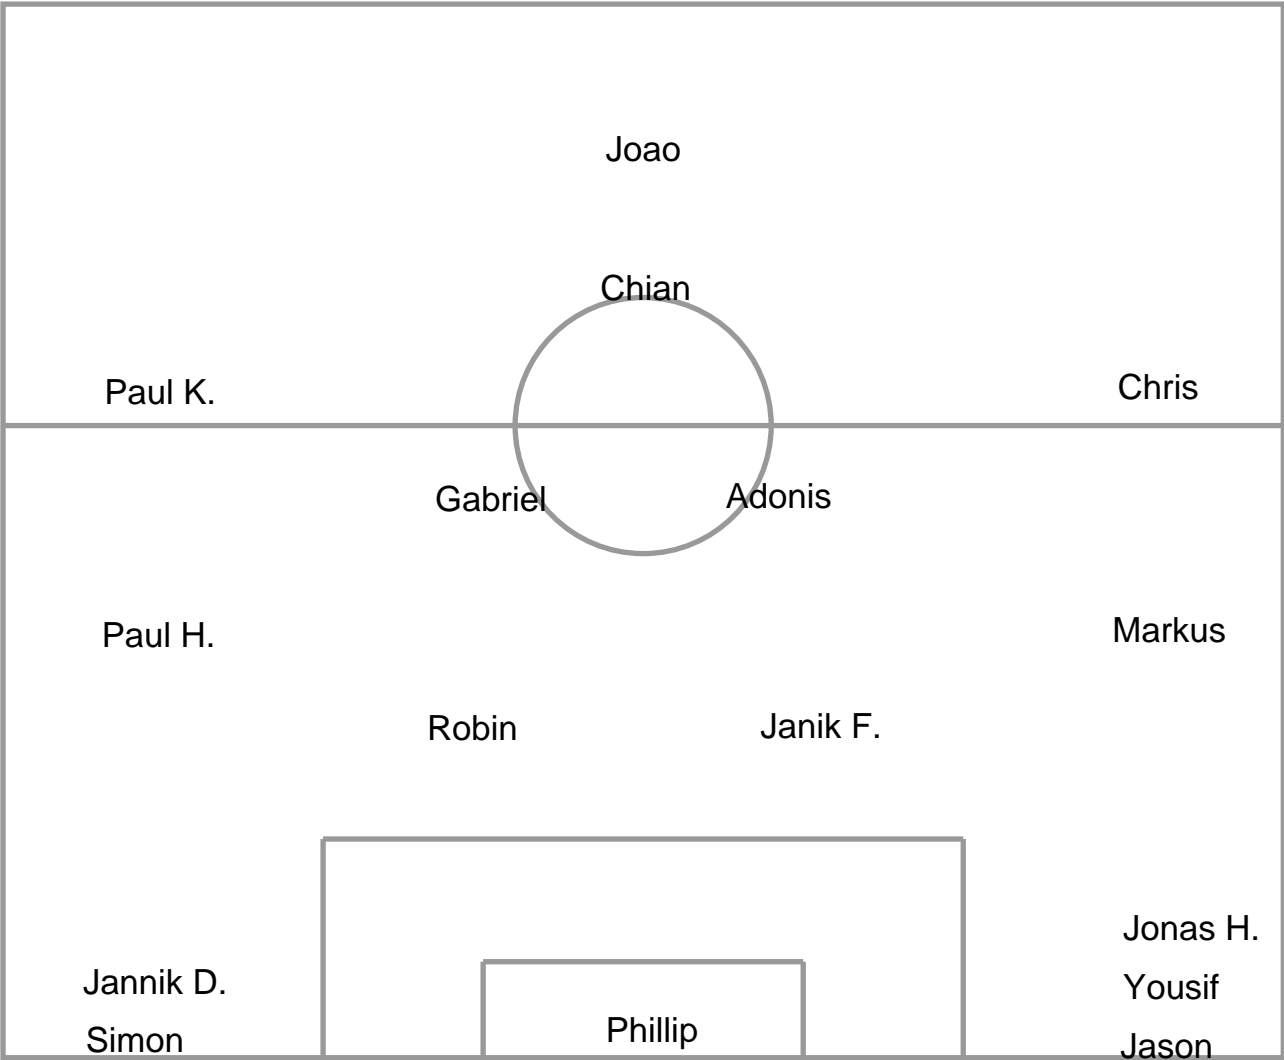 Joao
Chian
Paul K.
Chris
Gabriel
Adonis
Paul H.
Markus
Robin
Janik F.
Jonas H.
Jannik D.
Yousif
Phillip
Simon
Jason